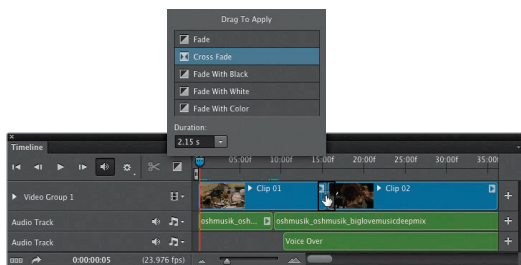 Drag To Apply
Fade
Cross Fade
Fade With Black
Fade With White
Fade With Color
Duration:
2.15 s
Timeline
05:00f 10:00f 15:00f 20:00f 25:00f 30:00f 35:00f
Video Group 1
Clip 01
Clip 02
Audio Track
oshmusik_osh...
oshmusik_oshmusik_biglovemusicdeepmix
Audio Track
Voice Over
0:00:00:05
(23.976 fps)